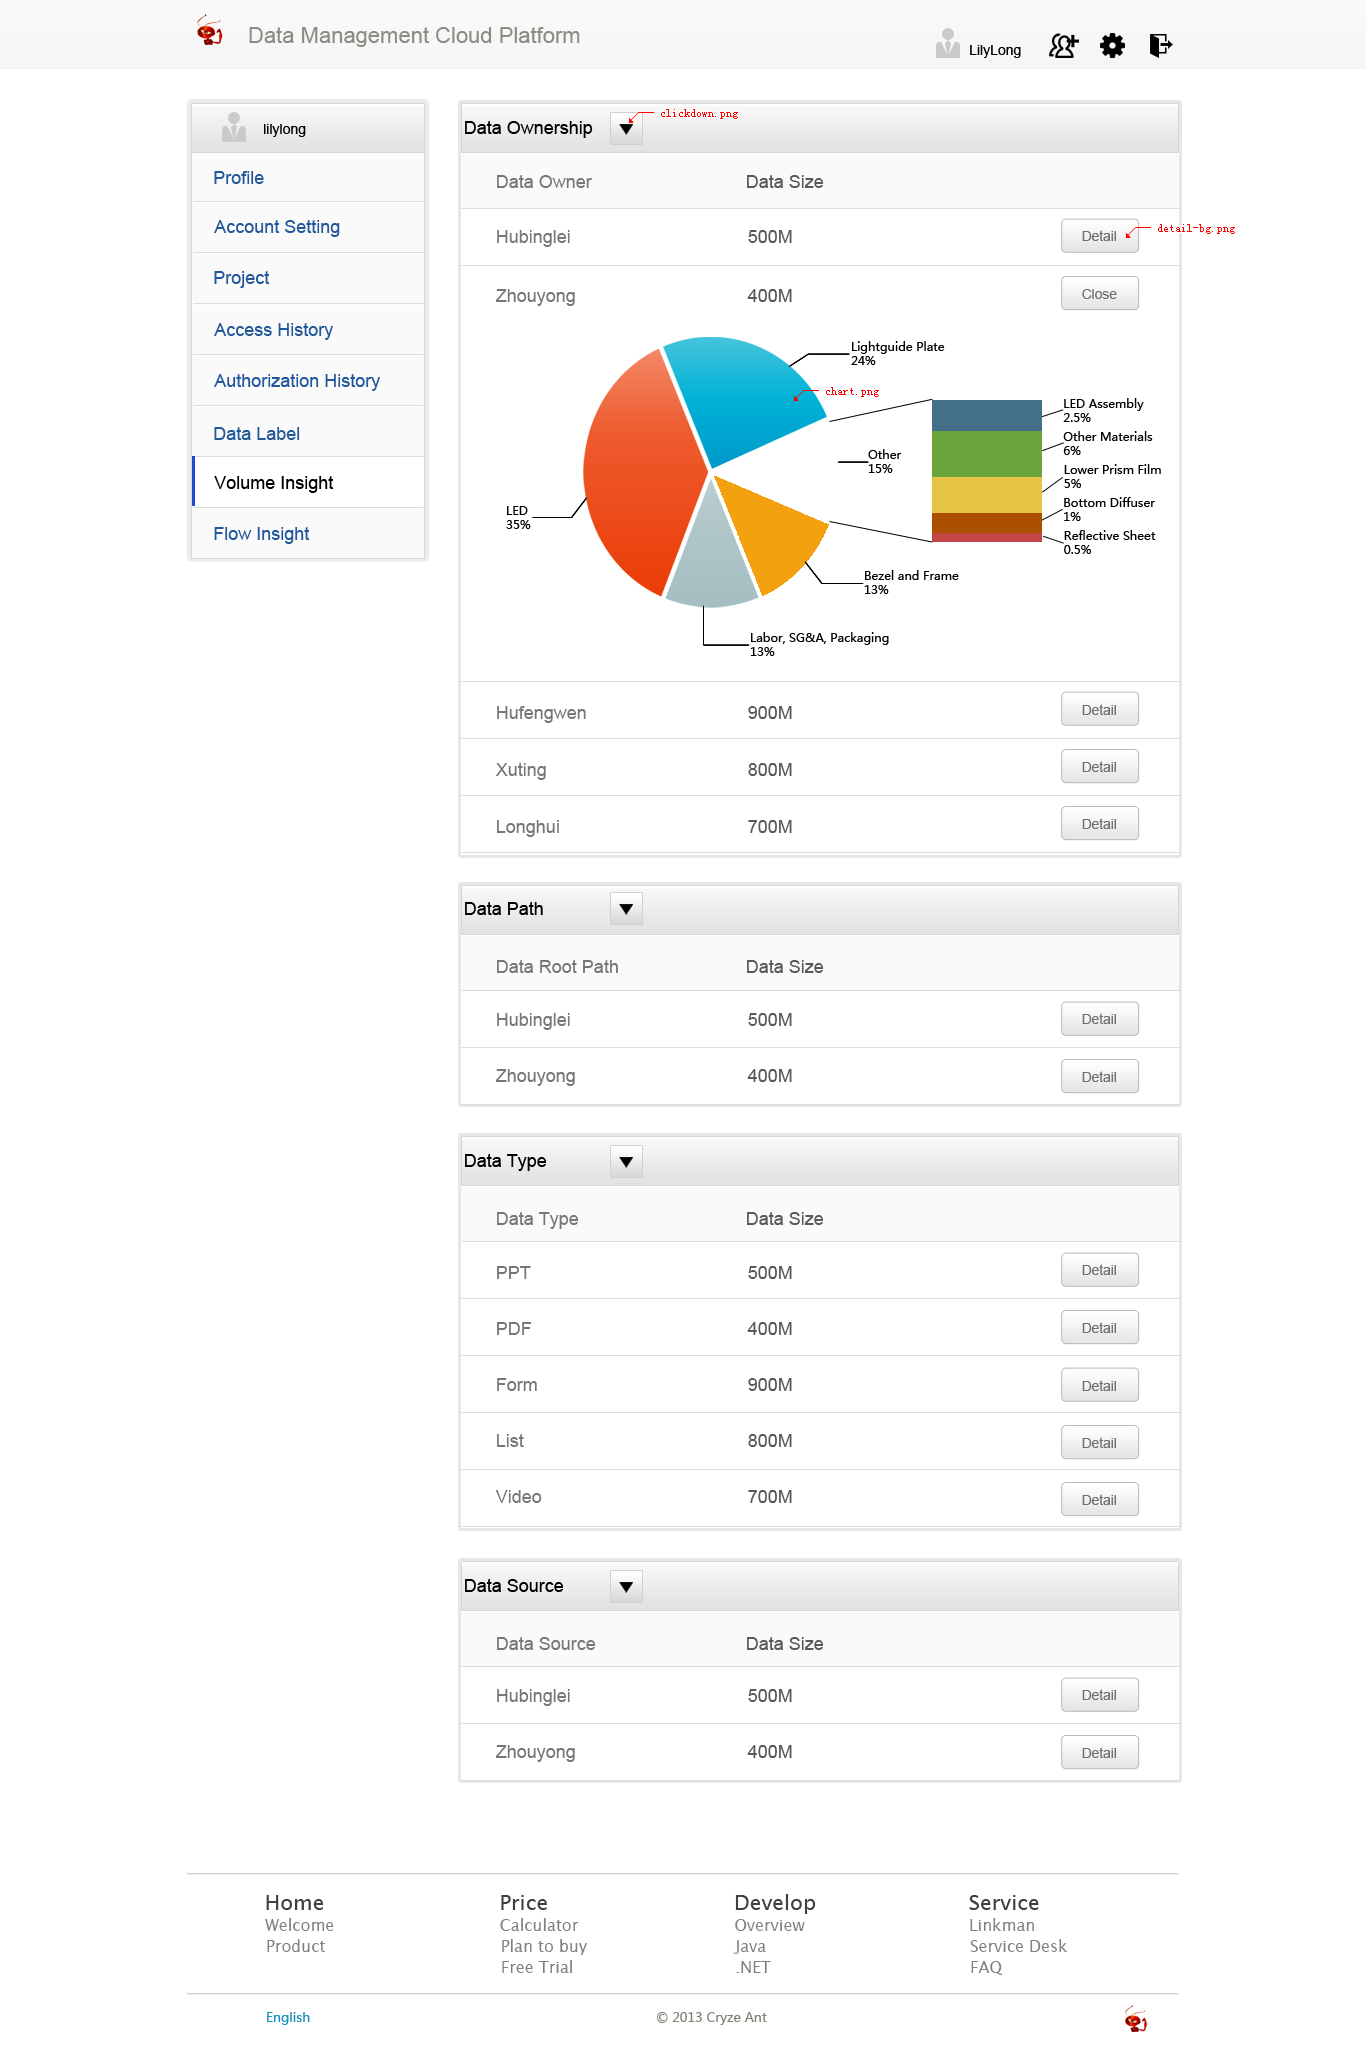 Data Management Cloud Platform
LilyLong
lilylong
Profile
Account Setting
Project
Access History
Authorization History
Data Label
Volume Insight
Flow Insight
Data Ownership
clickdown.png
Data Owner Data Size
Hubinglei 500M Detail
detail-bg.png
Zhouyong 400M Close
Lightguide Plate
24%
chart.png
Other
15%
LED
35%
Bezel and Frame
13%
Labor, SG&A, Packaging
13%
LED Assembly
2.5%
Other Materials
6%
Lower Prism Film
5%
Bottom Diffuser
1%
Reflective Sheet
0.5%
Hufengwen 900M Detail
Xuting 800M Detail
Longhui 700M Detail
Data Path
Data Root Path Data Size
Hubinglei 500M Detail
Zhouyong 400M Detail
Data Type
Data Type Data Size
PPT 500M Detail
PDF 400M Detail
Form 900M Detail
List 800M Detail
Video 700M Detail
Data Source
Data Source Data Size
Hubinglei 500M Detail
Zhouyong 400M Detail
Home
Welcome
Product
Price
Calculator
Plan to buy
Free Trial
Develop
Overview
Java
.NET
Service
Linkman
Service Desk
FAQ
English
© 2013 Cryze Ant